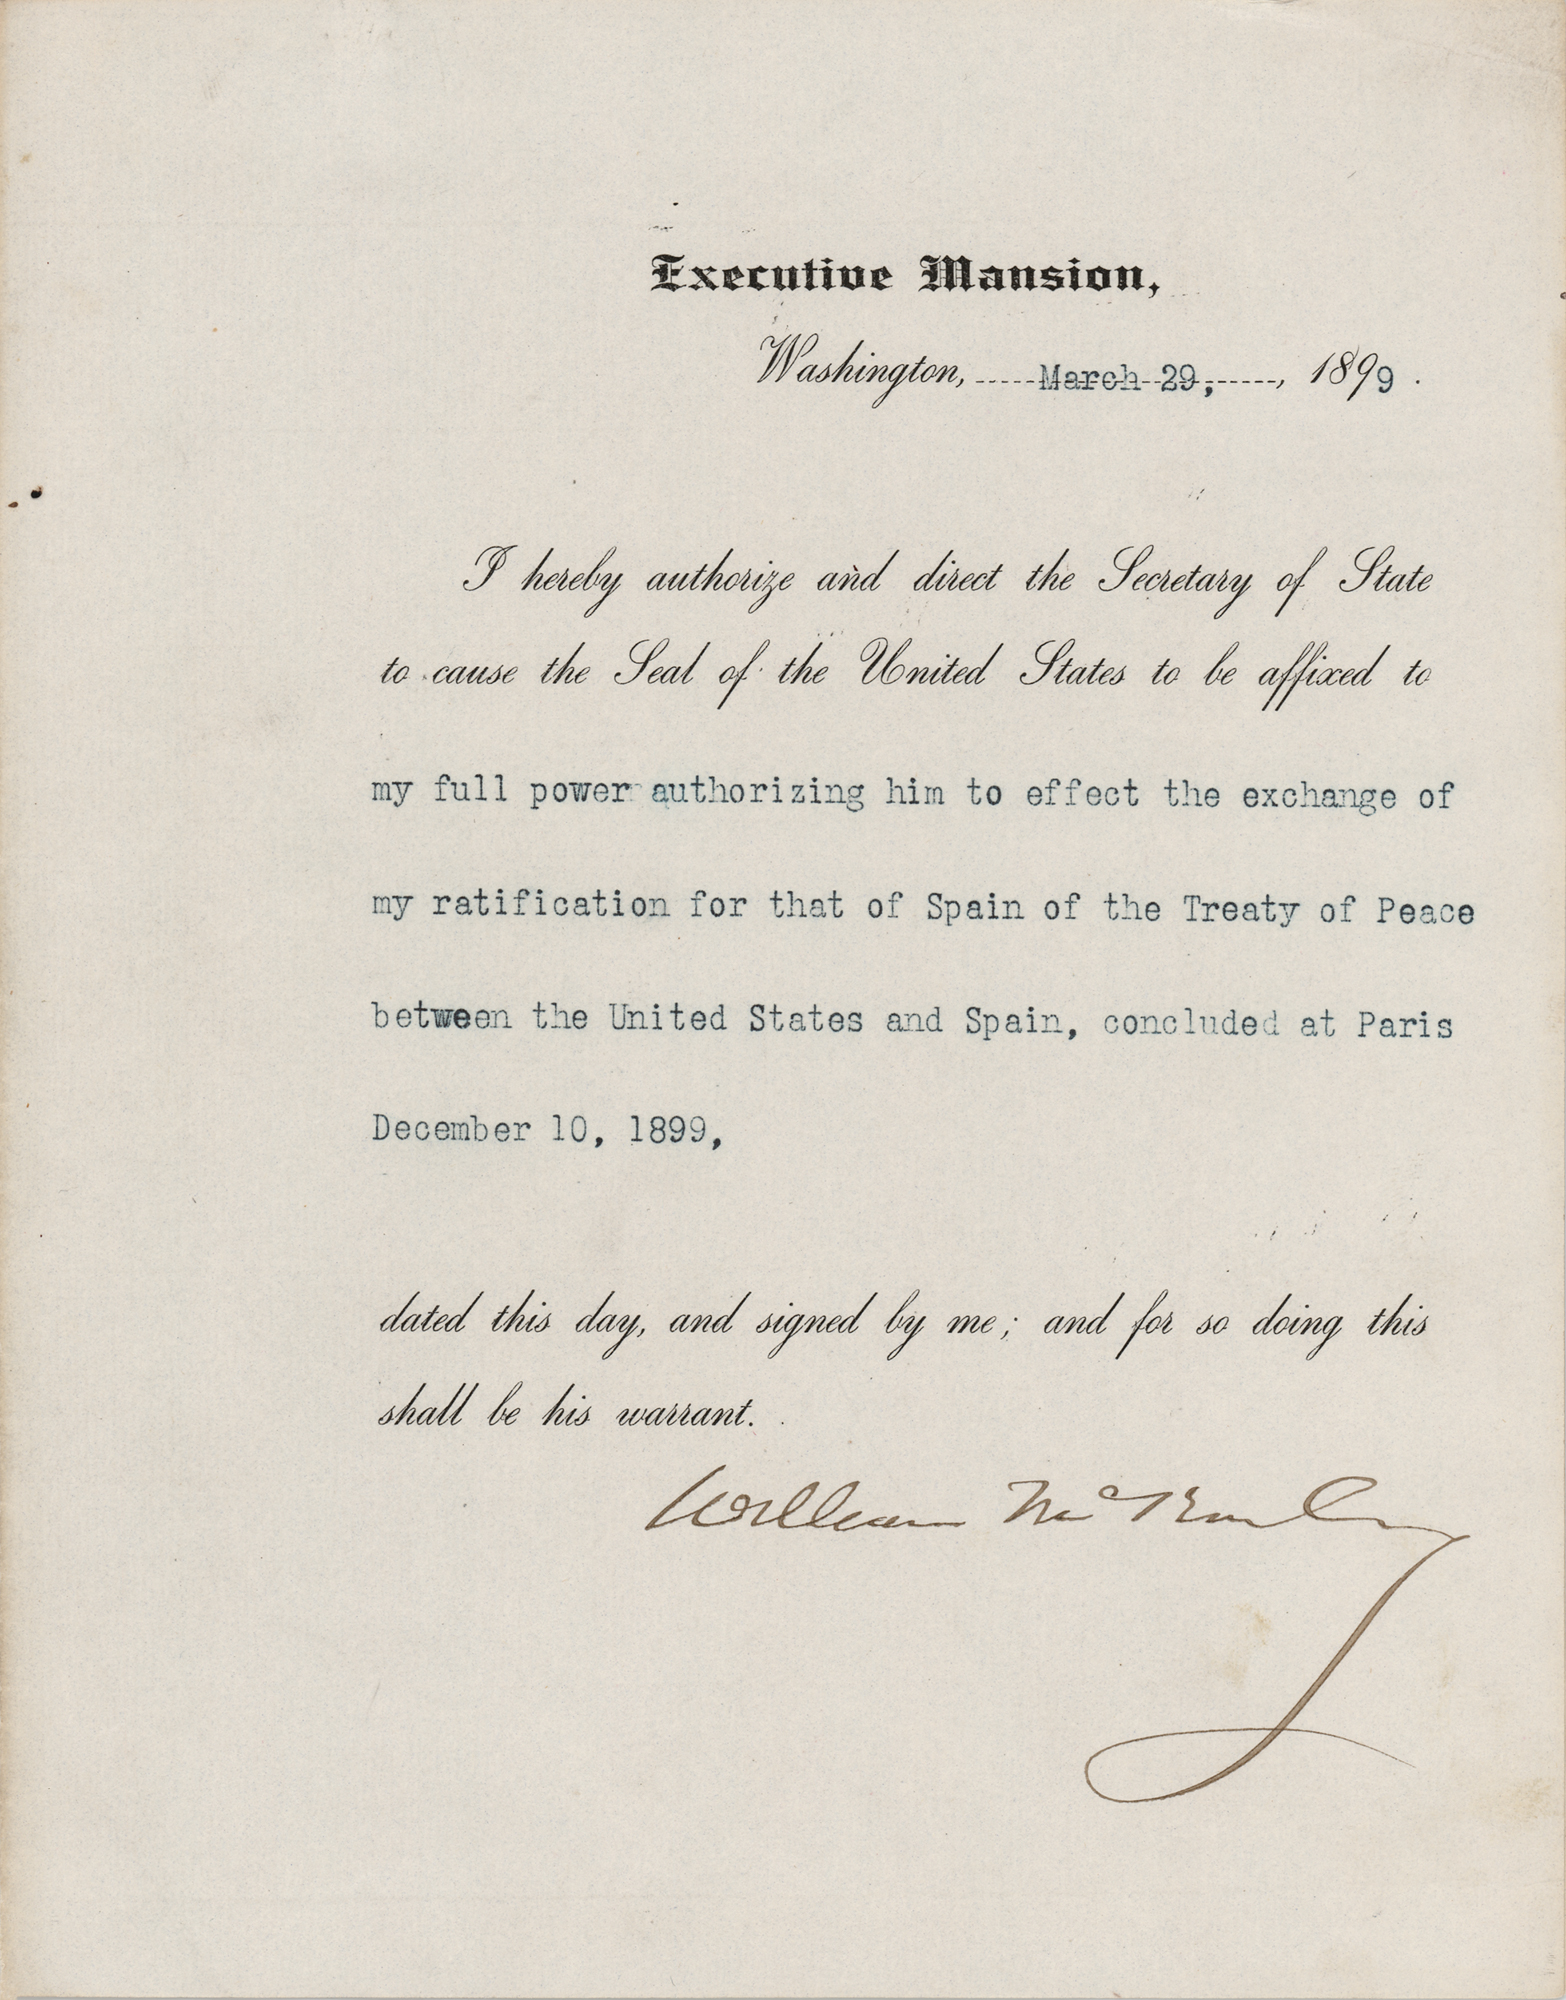 Executive Mansion,
Washington, March 29, , 1899.
I hereby authorize and direct the Secretary of State
to cause the Seal of the United States to be affixed to
my full power authorizing him to effect the exchange of
my ratification for that of Spain of the Treaty of Peace
between the United States and Spain, concluded at Paris
December 10, 1899,
dated this day, and signed by me; and for so doing this
shall be his warrant.
William McKinley